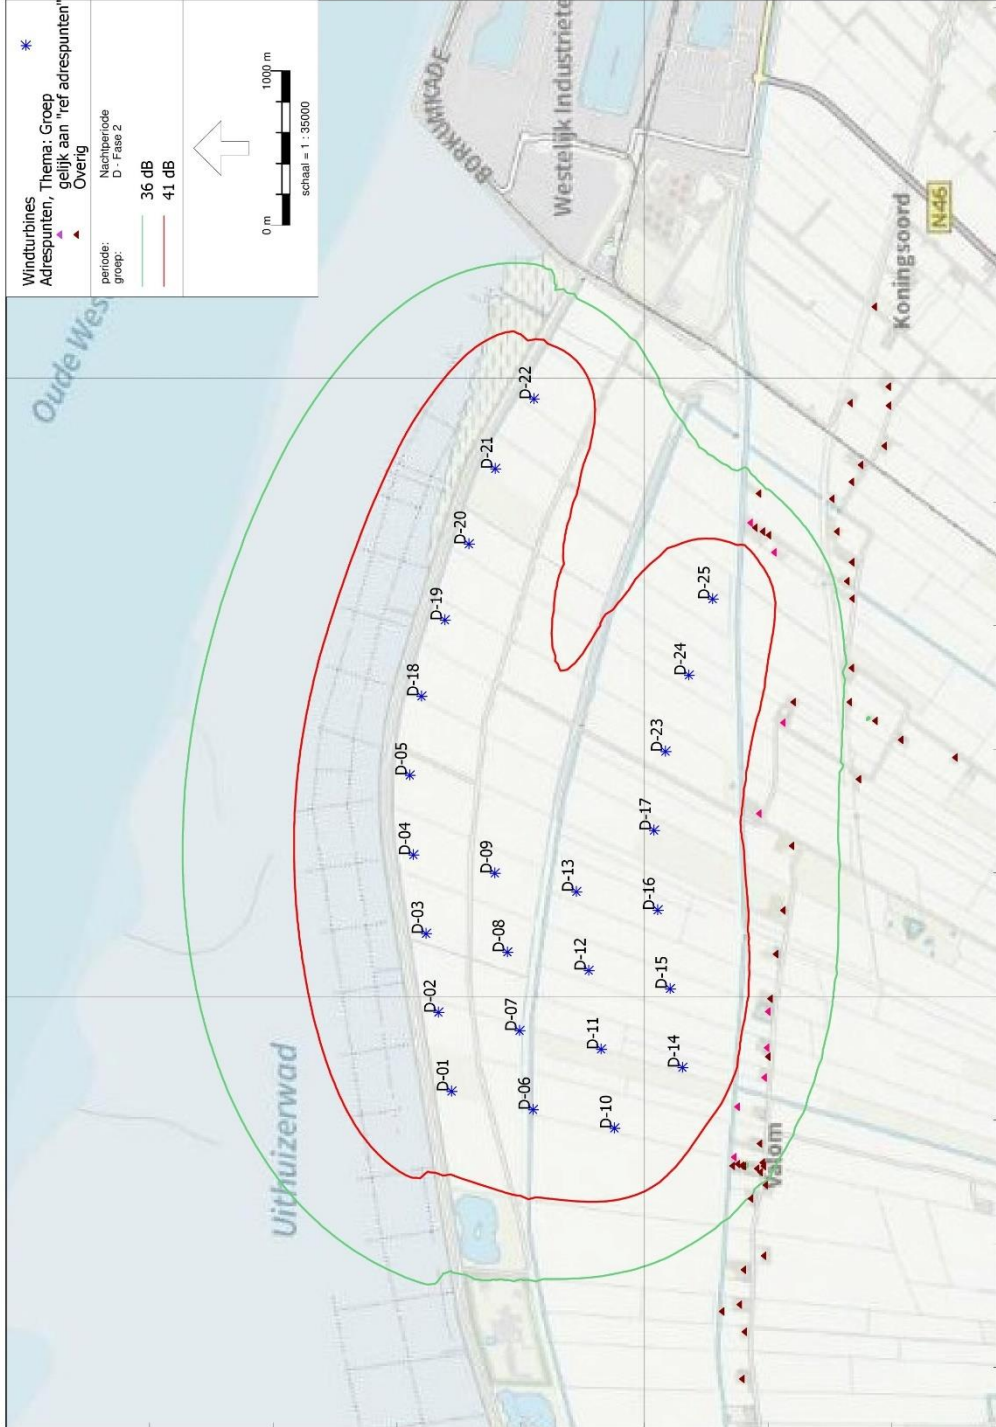 Windturbines
Adrespunten, Thema: Groep
gelijk aan "ref adrespunten"
Overig
periode: Nachtperiode
groep: D - Fase 2
36 dB
41 dB
0 m 1000 m
schaal = 1 : 35000
Oude Wes
Uithuizerwad
BORKUMKADE
Westelijk Industriete
N46
Koningsoord
Valom
D-01
D-02
D-03
D-04
D-05
D-18
D-19
D-20
D-21
D-22
D-06
D-07
D-08
D-09
D-10
D-11
D-12
D-13
D-14
D-15
D-16
D-17
D-23
D-24
D-25